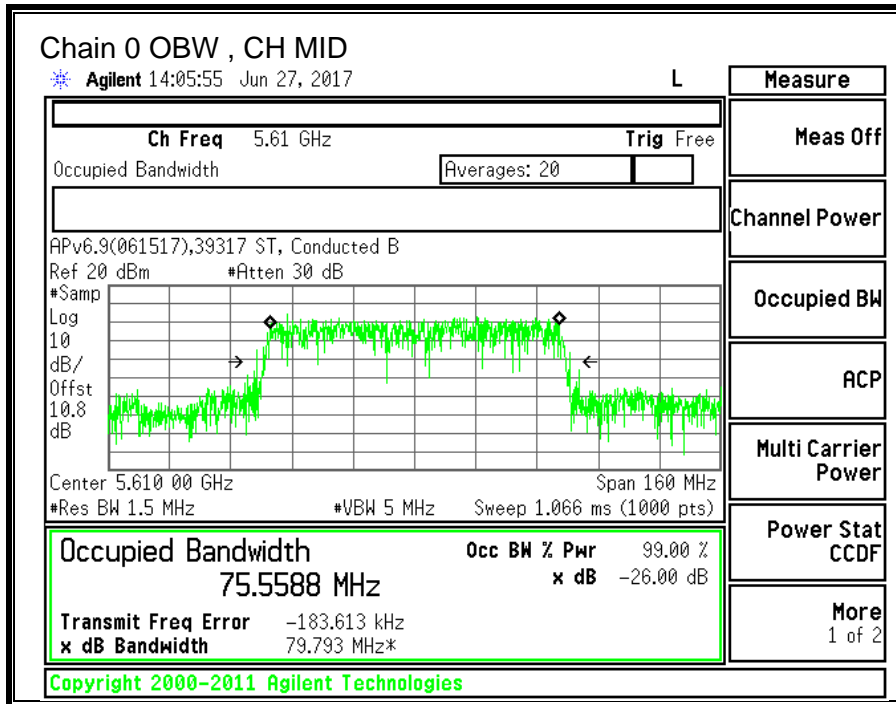 Chain 0 OBW , CH MID
Agilent 14:05:55 Jun 27, 2017 L
Measure
Ch Freq 5.61 GHz Trig Free
Occupied Bandwidth Averages: 20
APv6.9(061517),39317 ST, Conducted B
Ref 20 dBm #Atten 30 dB
#Samp
Log
10
dB/
Offst
10.8
dB
Center 5.610 00 GHz Span 160 MHz
#Res BW 1.5 MHz #VBW 5 MHz Sweep 1.066 ms (1000 pts)
Occupied Bandwidth
75.5588 MHz
Occ BW % Pwr 99.00 %
x dB -26.00 dB
Transmit Freq Error -183.613 kHz
x dB Bandwidth 79.793 MHz*
Meas Off
Channel Power
Occupied BW
ACP
Multi Carrier
Power
Power Stat
CCDF
More
1 of 2
Copyright 2000-2011 Agilent Technologies